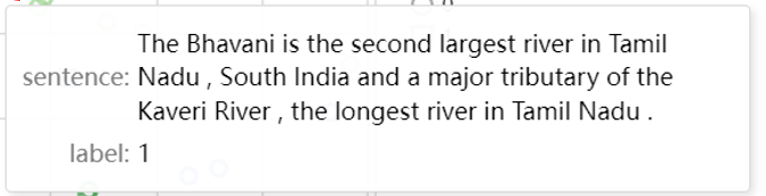 The Bhavani is the second largest river in Tamil
sentence: Nadu , South India and a major tributary of the
Kaveri River , the longest river in Tamil Nadu .
label: 1